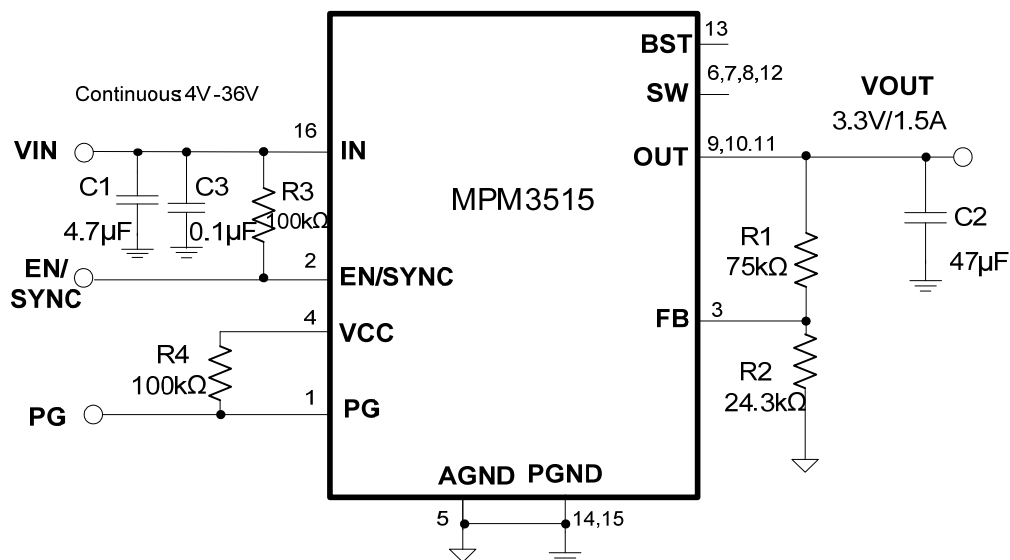 13
BST
6,7,8,12
SW
VOUT
3.3V/1.5A
Continuous:4V-36V
16
VIN
IN
9,10.11
OUT
MPM3515
C1
4.7µF
C3
0.1µF
R3
100kΩ
R1
75kΩ
C2
47µF
EN/
SYNC
2
EN/SYNC
3
FB
4
VCC
R4
100kΩ
R2
24.3kΩ
1
PG
PG
AGND
PGND
5
14,15